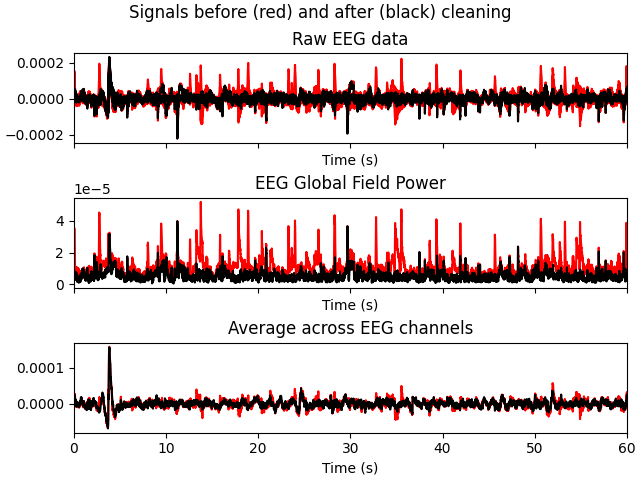 Signals before (red) and after (black) cleaning
Raw EEG data
0.0002
0.0000
−0.0002
Time (s)
1e−5
EEG Global Field Power
4
2
0
Time (s)
Average across EEG channels
0.0001
0.0000
0 10 20 30 40 50 60
Time (s)